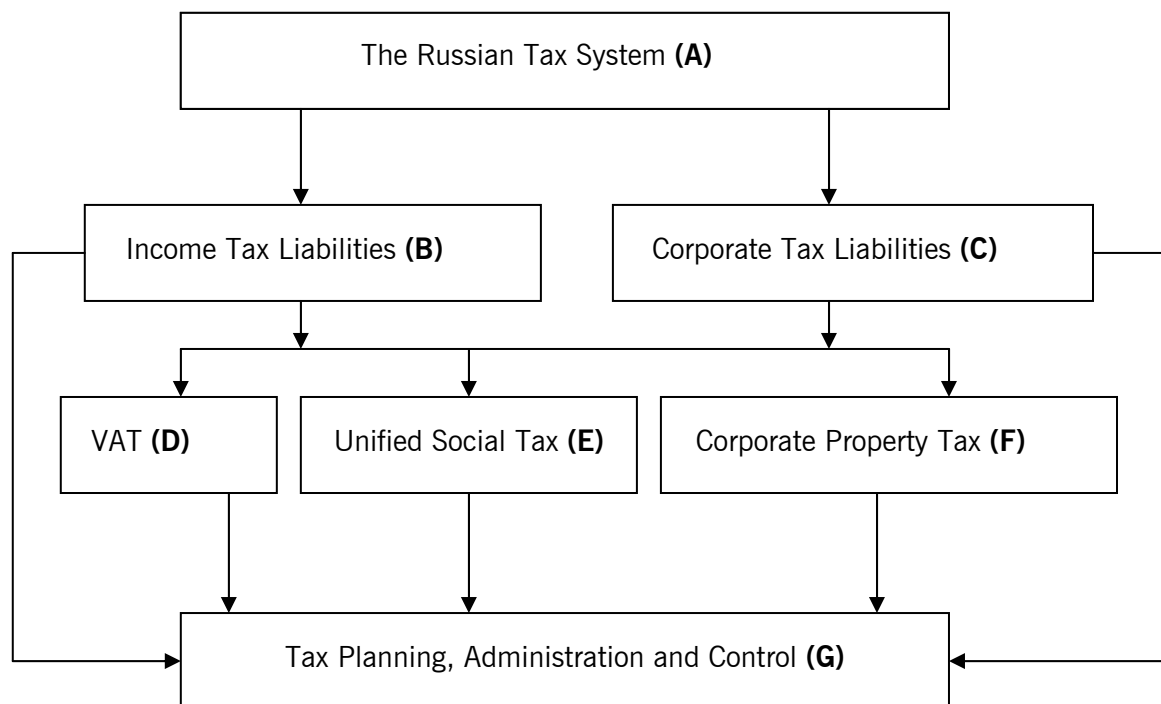 The Russian Tax System (A)
Income Tax Liabilities (B)
Corporate Tax Liabilities (C)
VAT (D)
Unified Social Tax (E)
Corporate Property Tax (F)
Tax Planning, Administration and Control (G)